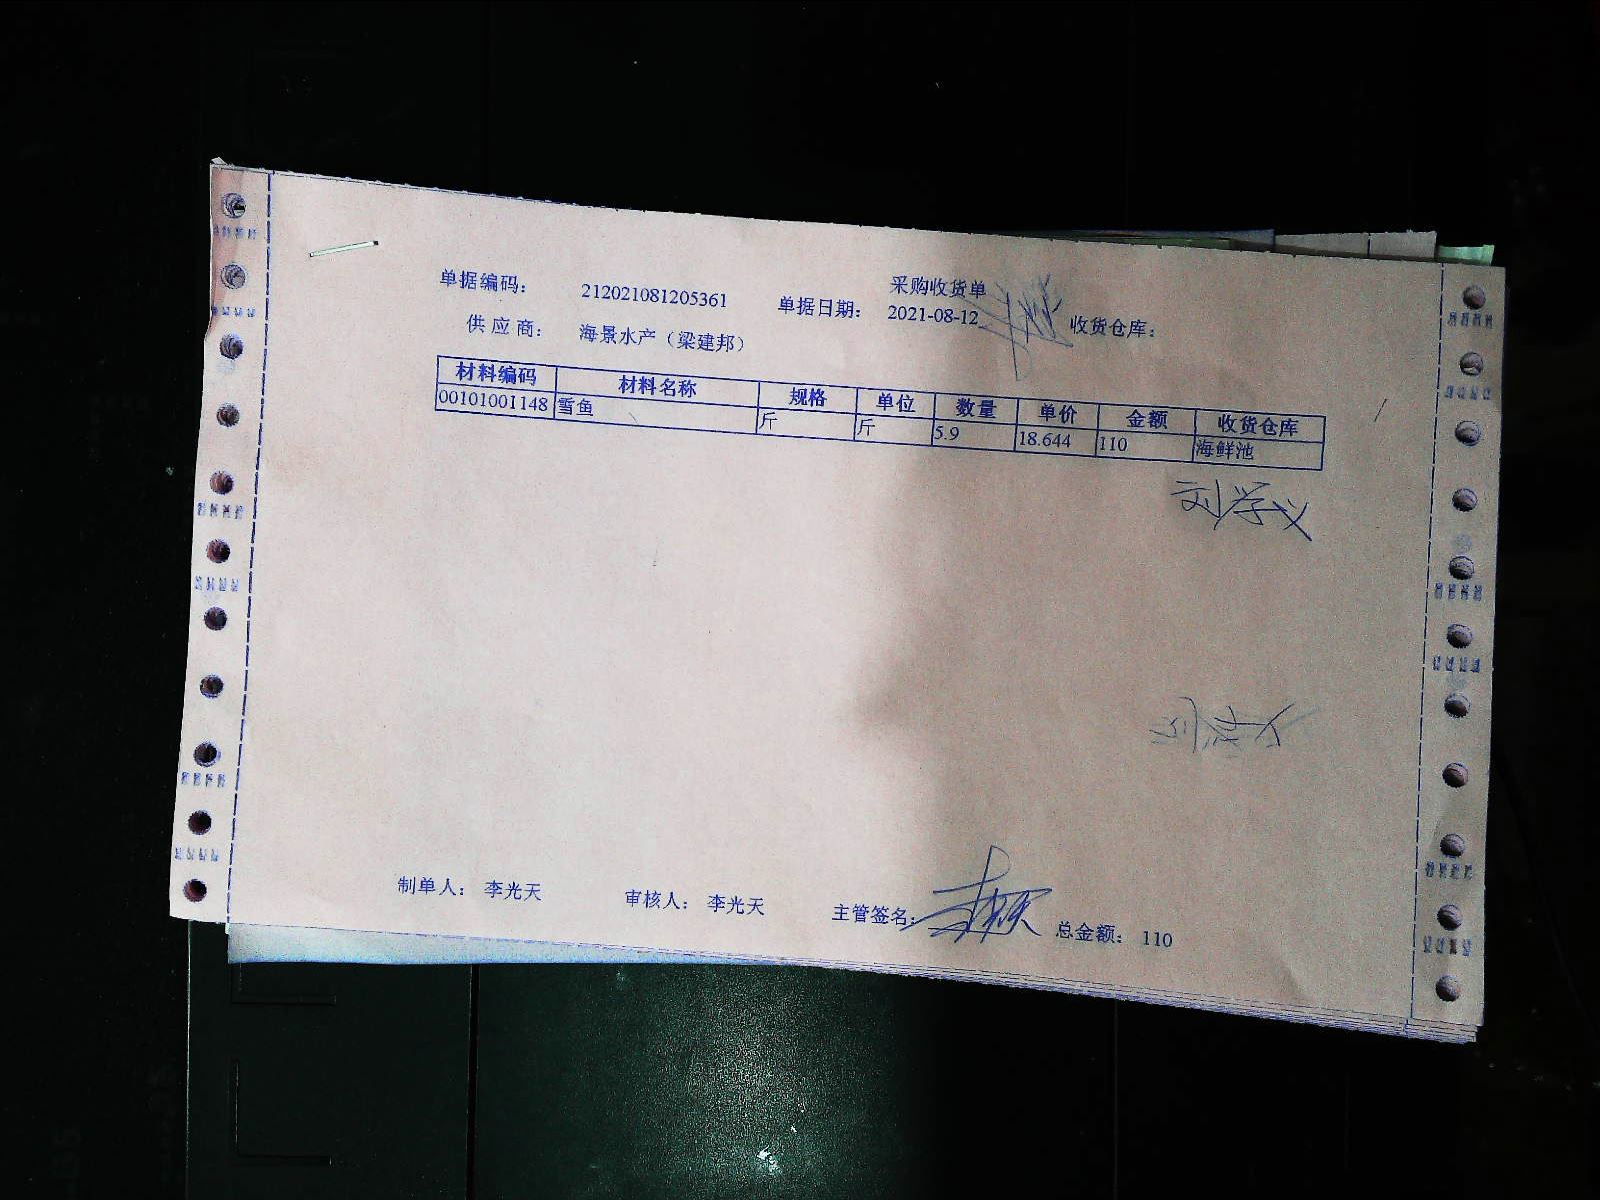 采购收货单
单据编码： 212021081205361 单据日期： 2021-08-12 收货仓库：
供应商： 海景水产（梁建邦）
材料编码 材料名称 规格 单位 数量 单价 金额 收货仓库
00101001148 雪鱼 斤 斤 5.9 18.644 110 海鲜池
刘学义
制单人： 李光天 审核人： 李光天 主管签名： 总金额： 110